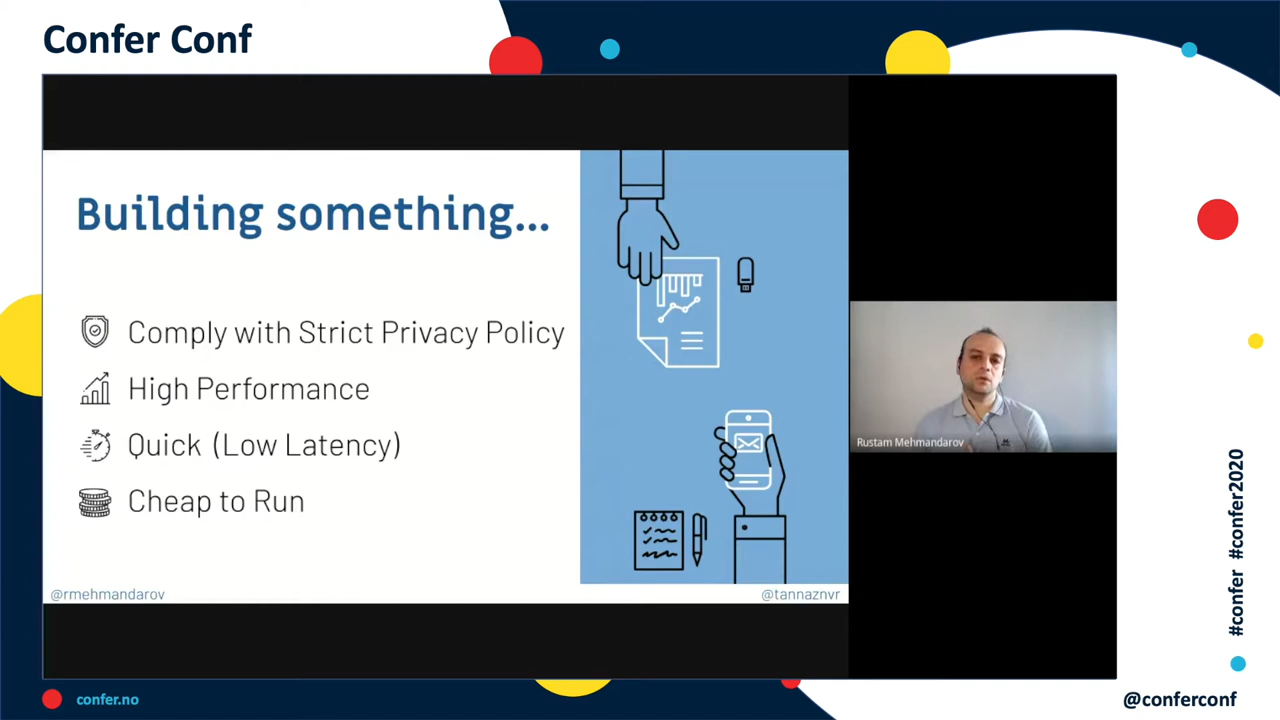 Confer Conf
Building something...
Comply with Strict Privacy Policy
High Performance
Quick (Low Latency)
Cheap to Run
@rmehmandarov
@tannaznvr
Rustam Mehmandarov
#confer #confer2020
confer.no
@conferconf